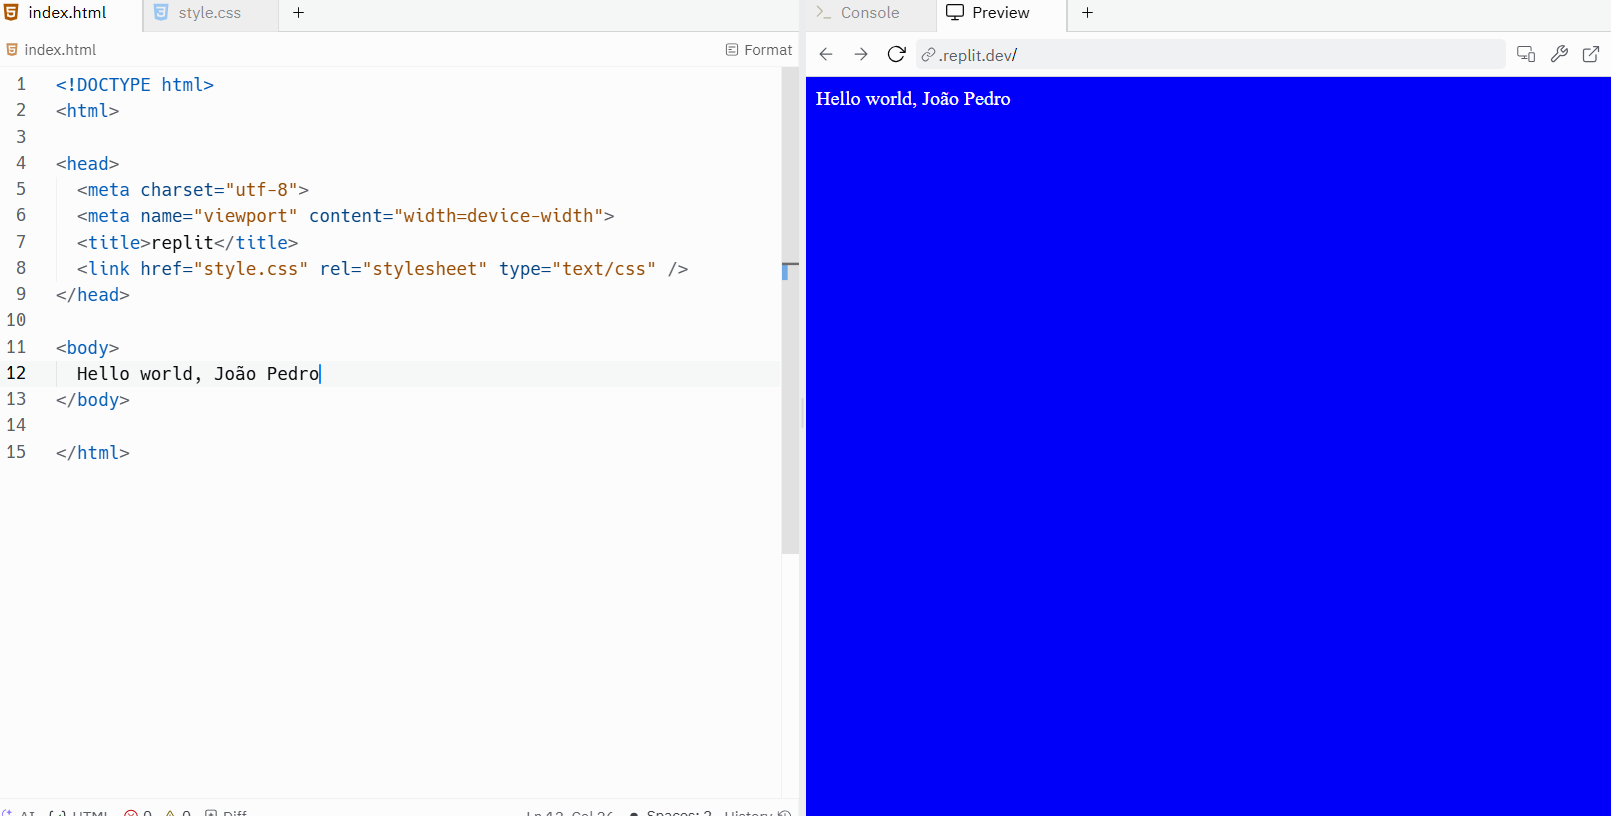 index.html style.css +
index.html Format
1 <!DOCTYPE html>
2 <html>
3
4 <head>
5 <meta charset="utf-8">
6 <meta name="viewport" content="width=device-width">
7 <title>replit</title>
8 <link href="style.css" rel="stylesheet" type="text/css" />
9 </head>
10
11 <body>
12 Hello world, João Pedro
13 </body>
14
15 </html>
AI {} HTML 0 0 Diff
Ln 12, Col 26 Spaces: 2 History
>_ Console Preview +
.replit.dev/
Hello world, João Pedro